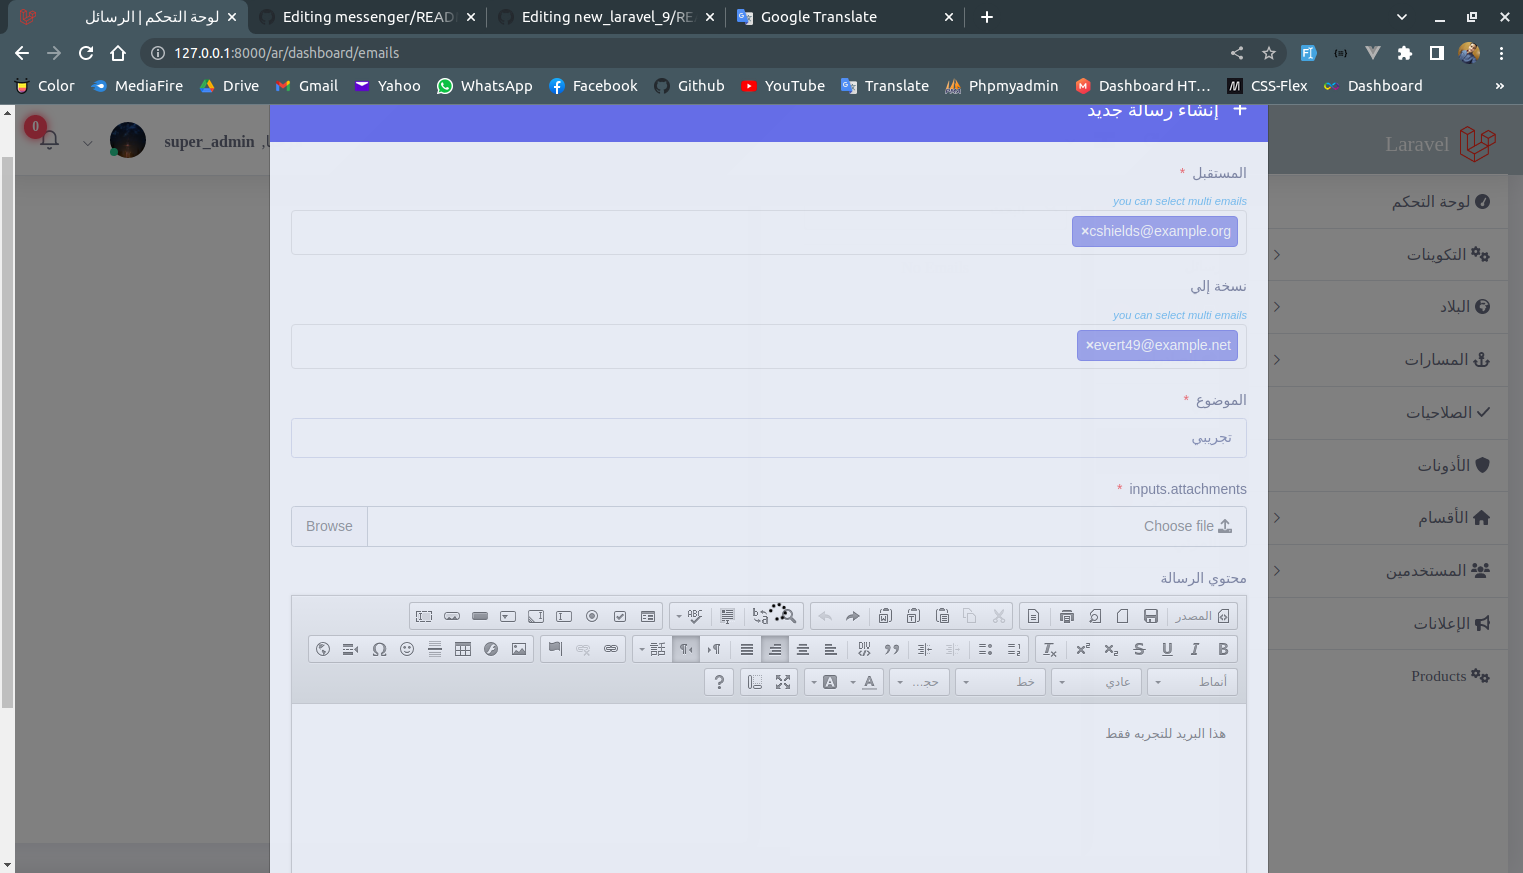 لوحة التحكم | الرسائل
Editing messenger/READ
Editing new_laravel_9/RE
Google Translate
127.0.0.1:8000/ar/dashboard/emails
Color
MediaFire
Drive
Gmail
Yahoo
WhatsApp
Facebook
Github
YouTube
Translate
Phpmyadmin
Dashboard HT…
CSS-Flex
Dashboard
»
Laravel
super_admin
0
لوحة التحكم
التكوينات
البلاد
المسارات
الصلاحيات
الأذونات
الأقسام
المستخدمين
الإعلانات
Products
إنشاء رسالة جديد
المستقبل *
you can select multi emails
×cshields@example.org
نسخة إلي
you can select multi emails
×evert49@example.net
الموضوع *
تجريبي
inputs.attachments *
Choose file
Browse
محتوي الرسالة
المصدر
أنماط
عادي
خط
حجـ…
هذا البريد للتجربه فقط